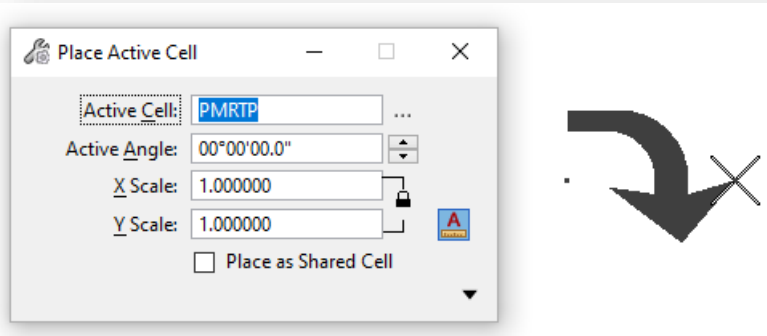 Place Active Cell
Active Cell: PMRTP ...
Active Angle: 00°00'00.0"
X Scale: 1.000000
Y Scale: 1.000000
A
Place as Shared Cell